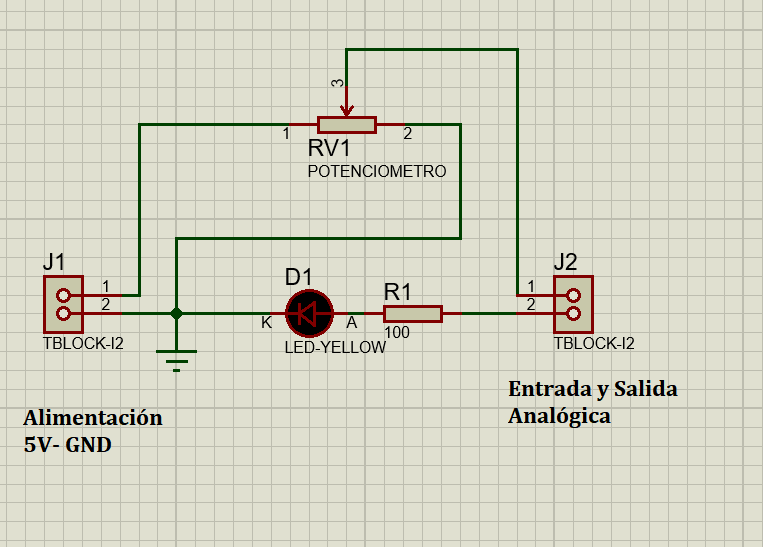 3
1
2
RV1
POTENCIOMETRO
J1
1
2
TBLOCK-I2
D1
K
A
LED-YELLOW
R1
100
J2
1
2
TBLOCK-I2
Alimentación
5V- GND
Entrada y Salida
Analógica